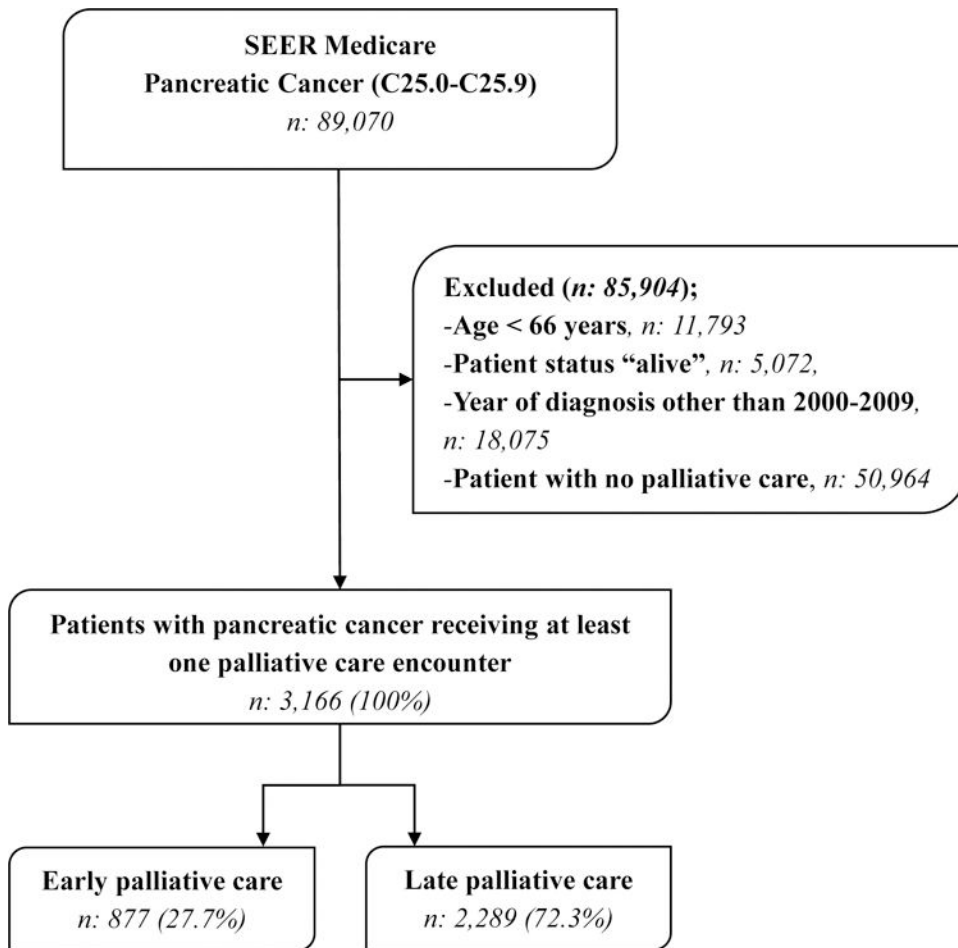 SEER Medicare
Pancreatic Cancer (C25.0-C25.9)
n: 89,070
Excluded (n: 85,904);
-Age < 66 years, n: 11,793
-Patient status “alive”, n: 5,072,
-Year of diagnosis other than 2000-2009,
n: 18,075
-Patient with no palliative care, n: 50,964
Patients with pancreatic cancer receiving at least
one palliative care encounter
n: 3,166 (100%)
Early palliative care
n: 877 (27.7%)
Late palliative care
n: 2,289 (72.3%)